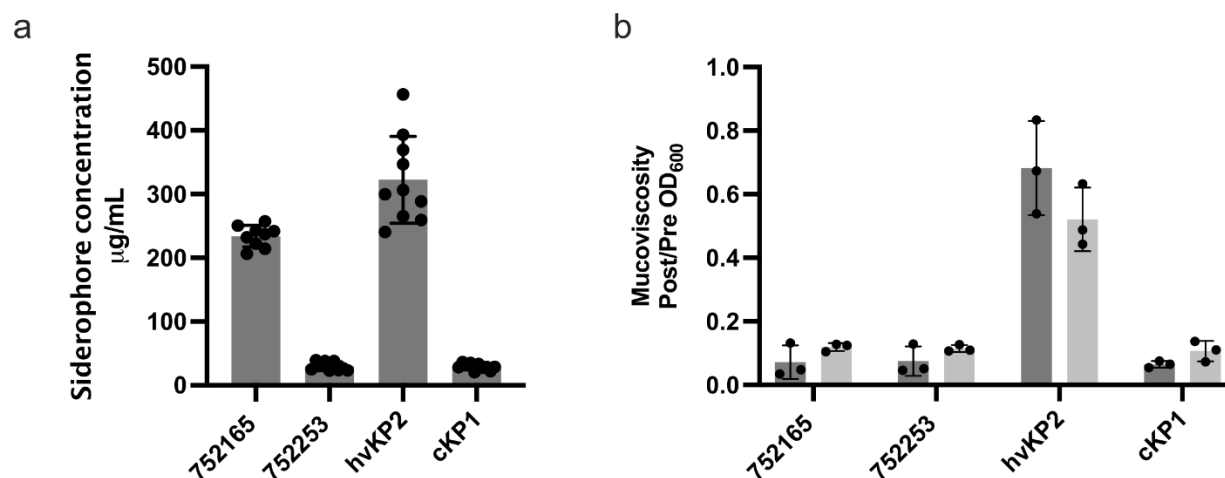 a
Siderophore concentration
μg/mL
500
400
300
200
100
0
752165
752253
hvKP2
cKP1
b
Mucoviscosity
Post/Pre OD600
1.0
0.8
0.6
0.4
0.2
0.0
752165
752253
hvKP2
cKP1